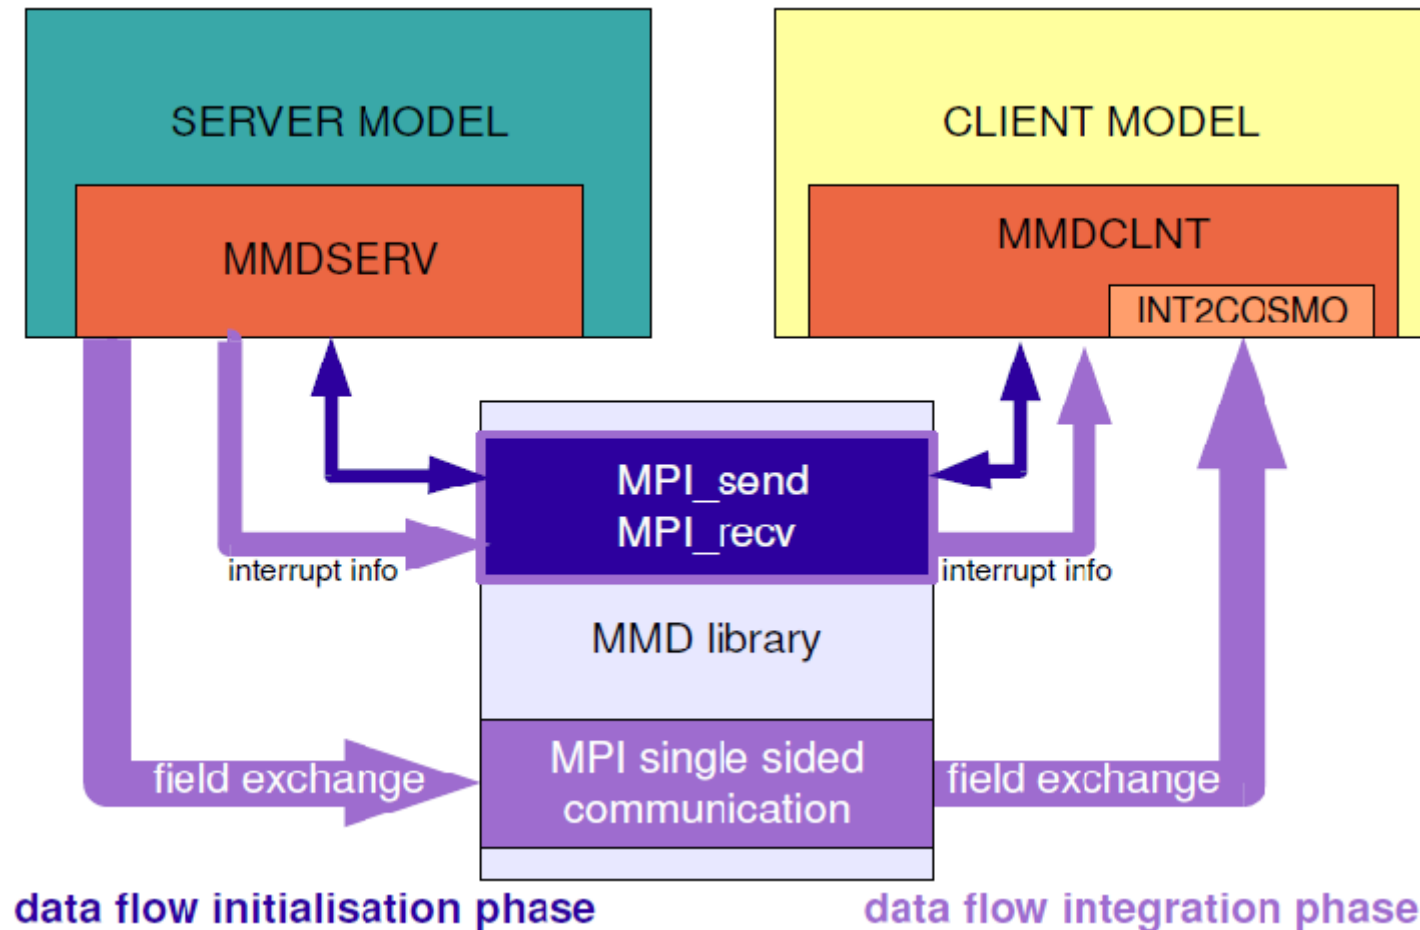 SERVER MODEL
CLIENT MODEL
MMDSERV
MMDCLNT
INT2COSMO
MPI_send
MPI_recv
interrupt info
interrupt info
MMD library
MPI single sided
communication
field exchange
field exchange
data flow initialisation phase
data flow integration phase